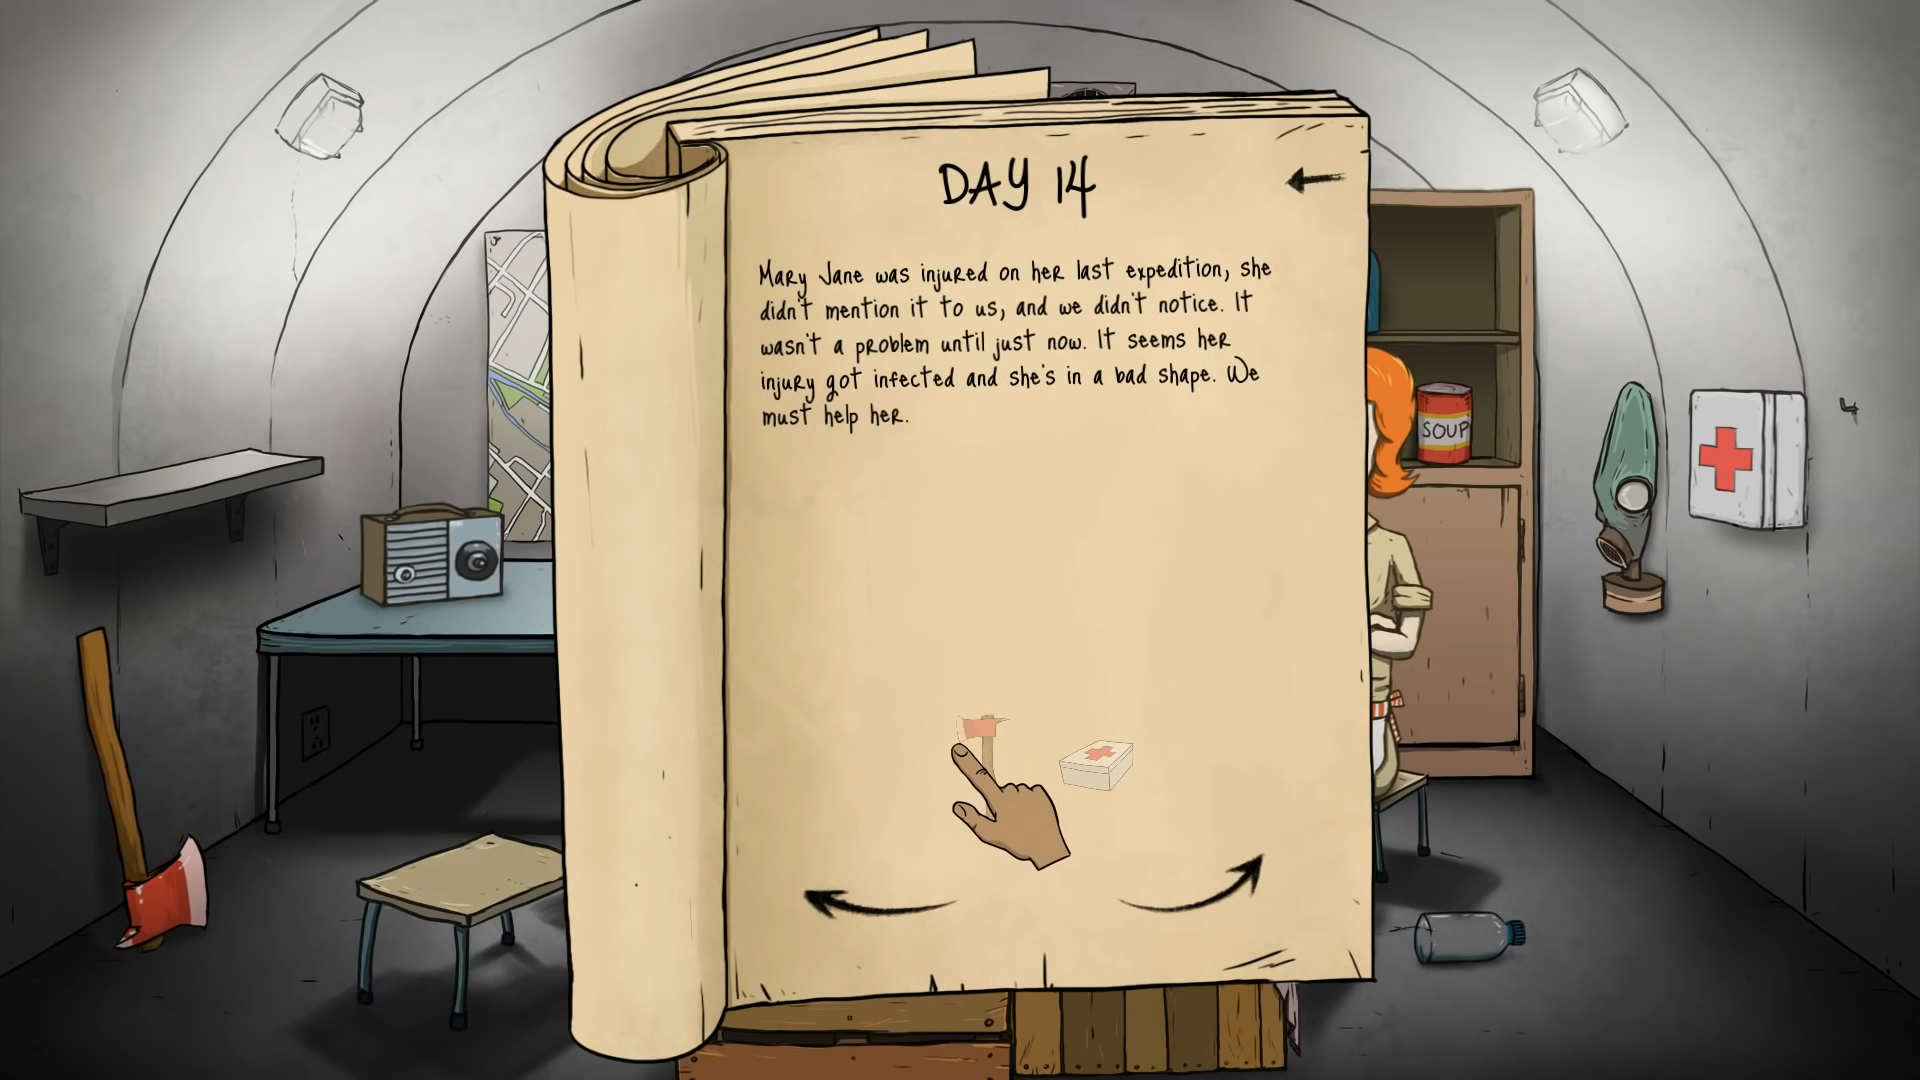 DAY 14
Mary Jane was injured on her last expedition, she
didn't mention it to us, and we didn't notice. It
wasn't a problem until just now. It seems her
injury got infected and she's in a bad shape. We
must help her.
SOUP